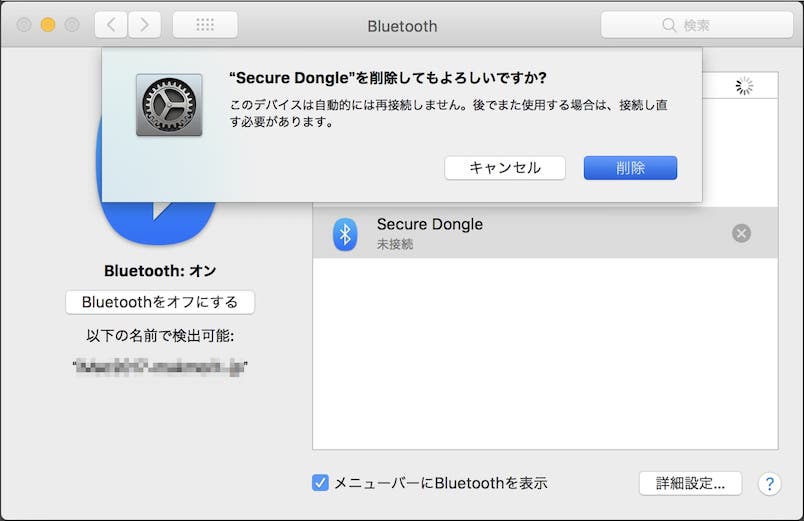 Bluetooth
検索
“Secure Dongle”を削除してもよろしいですか?
このデバイスは自動的には再接続しません。後でまた使用する場合は、接続し直
す必要があります。
キャンセル
削除
Secure Dongle
未接続
Bluetooth: オン
Bluetoothをオフにする
以下の名前で検出可能:
メニューバーにBluetoothを表示
詳細設定...
?